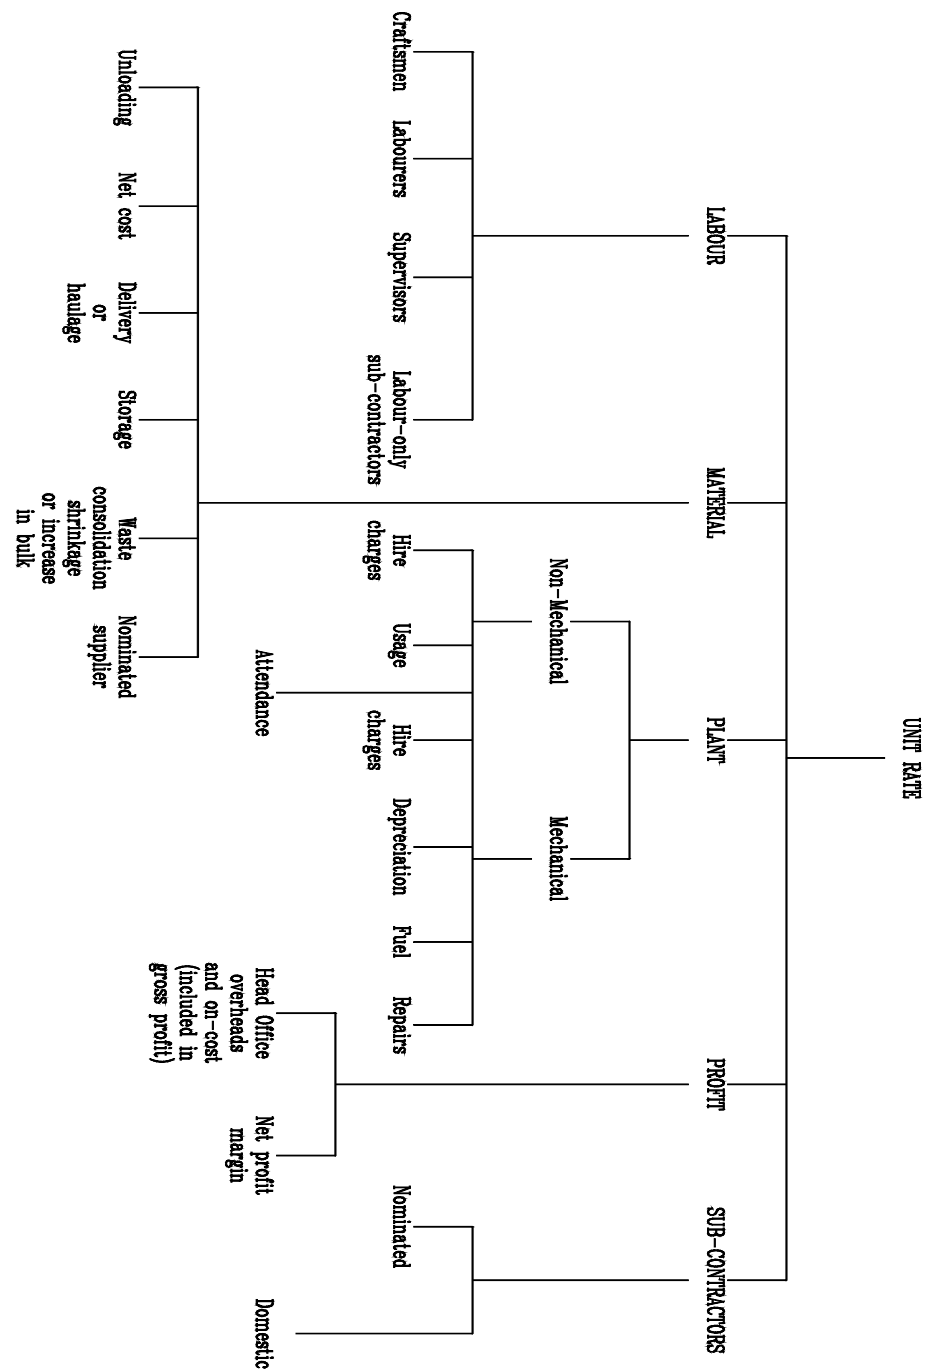 UNIT RATE
LABOUR
MATERIAL
PLANT
PROFIT
SUB-CONTRACTORS
Non-Mechanical
Mechanical
Craftsmen
Labourers
Supervisors
Labour-only
sub-contractors
Hire
charges
Usage
Hire
charges
Depreciation
Fuel
Repairs
Nominated
Attendance
Head Office
overheads
and on-cost
(included in
gross profit)
Net profit
margin
Domestic
Unloading
Net cost
Delivery
or
haulage
Storage
Waste
consolidation
shrinkage
or increase
in bulk
Nominated
supplier